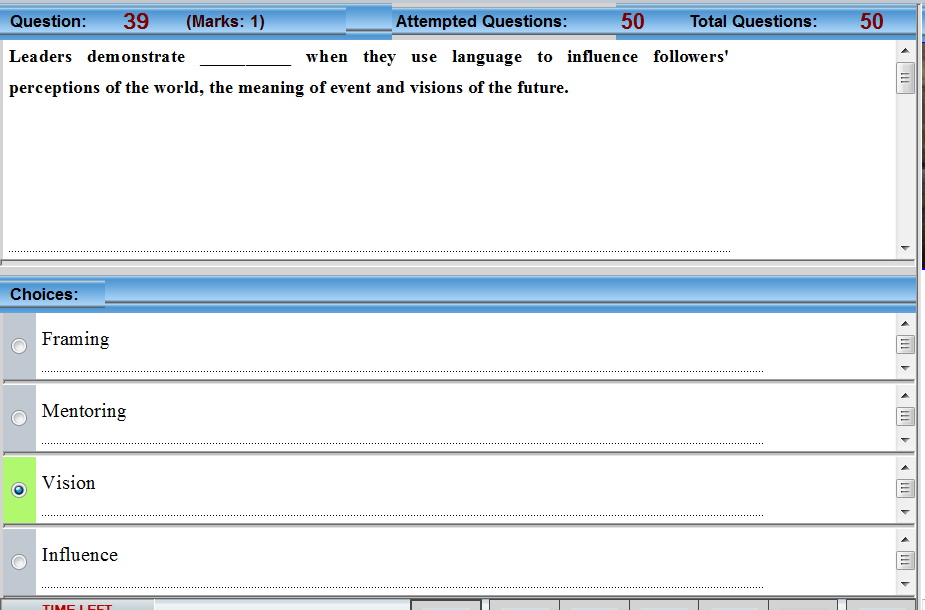 Question: 39 (Marks: 1) Attempted Questions: 50 Total Questions: 50
Leaders demonstrate __________ when they use language to influence followers'
perceptions of the world, the meaning of event and visions of the future.
Choices:
Framing
Mentoring
Vision
Influence
TIME LEFT